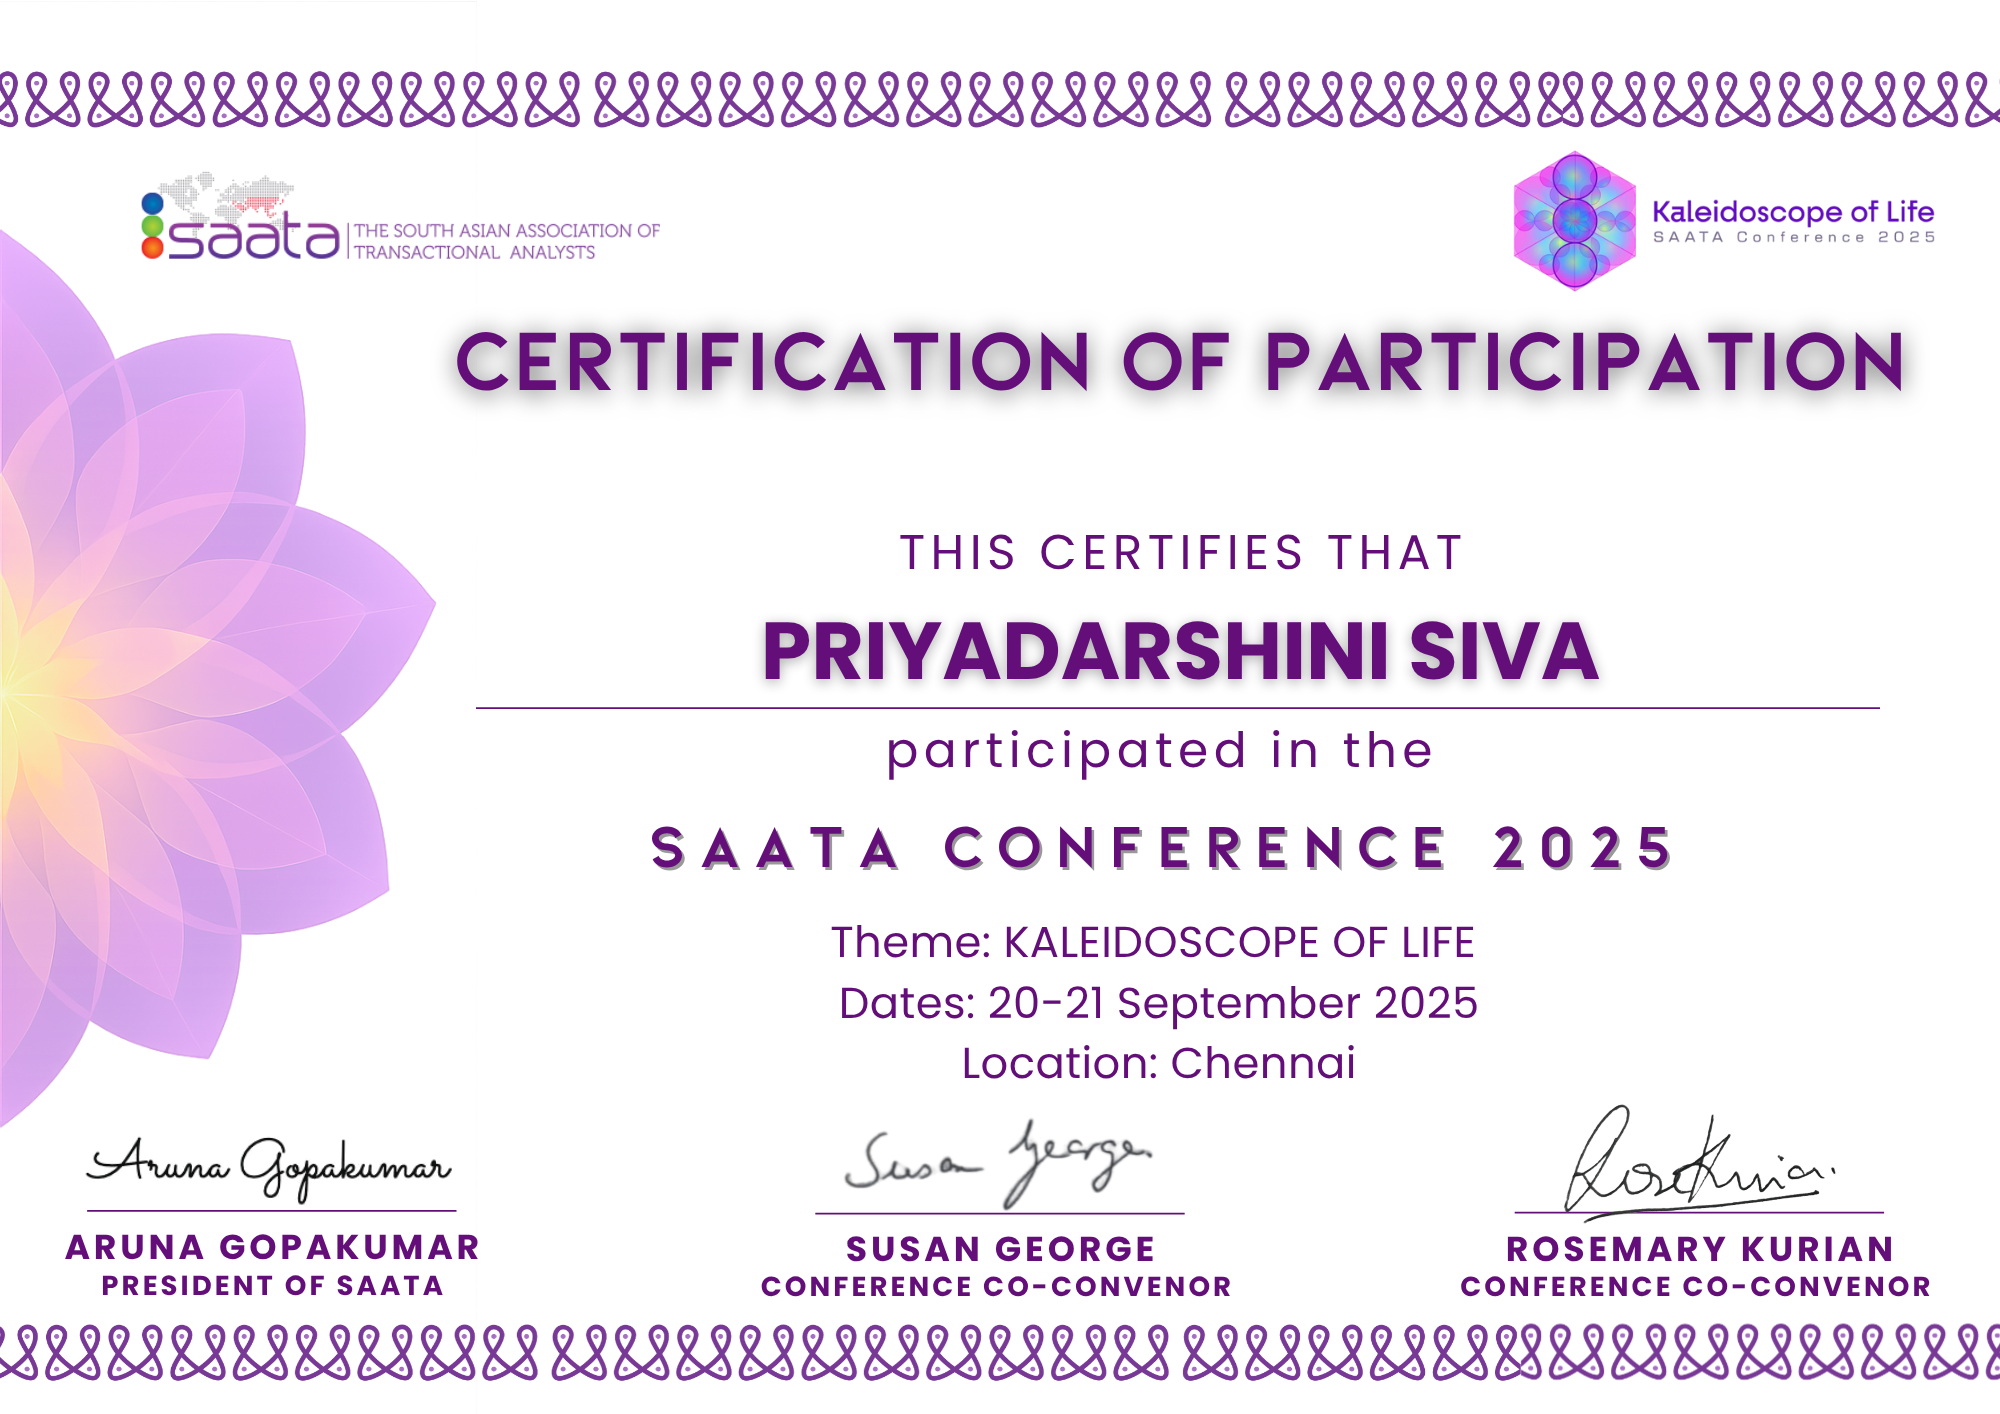 saata
THE SOUTH ASIAN ASSOCIATION OF
TRANSACTIONAL ANALYSTS
Kaleidoscope of Life
SAATA Conference 2025
CERTIFICATION OF PARTICIPATION
THIS CERTIFIES THAT
PRIYADARSHINI SIVA
participated in the
SAATA CONFERENCE 2025
Theme: KALEIDOSCOPE OF LIFE
Dates: 20-21 September 2025
Location: Chennai
Aruna Gopakumar
ARUNA GOPAKUMAR
PRESIDENT OF SAATA
Susan George
SUSAN GEORGE
CONFERENCE CO-CONVENOR
RoseKurian
ROSEMARY KURIAN
CONFERENCE CO-CONVENOR